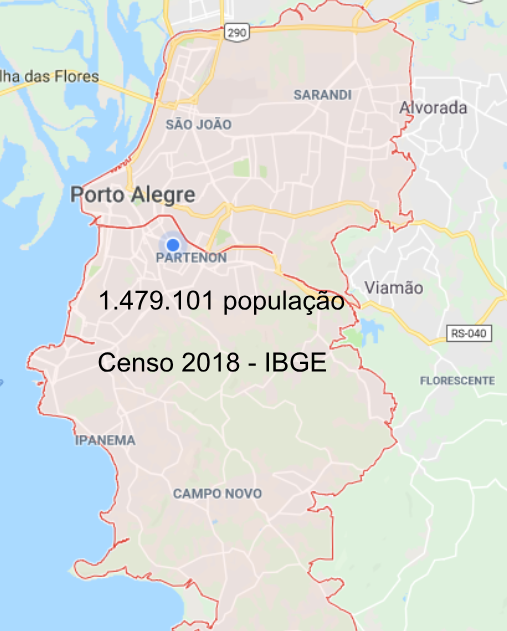 290
lha das Flores
SARANDI
Alvorada
SÃO JOÃO
Porto Alegre
PARTENON
1.479.101 população
Viamão
RS-040
Censo 2018 - IBGE
FLORESCENTE
IPANEMA
CAMPO NOVO